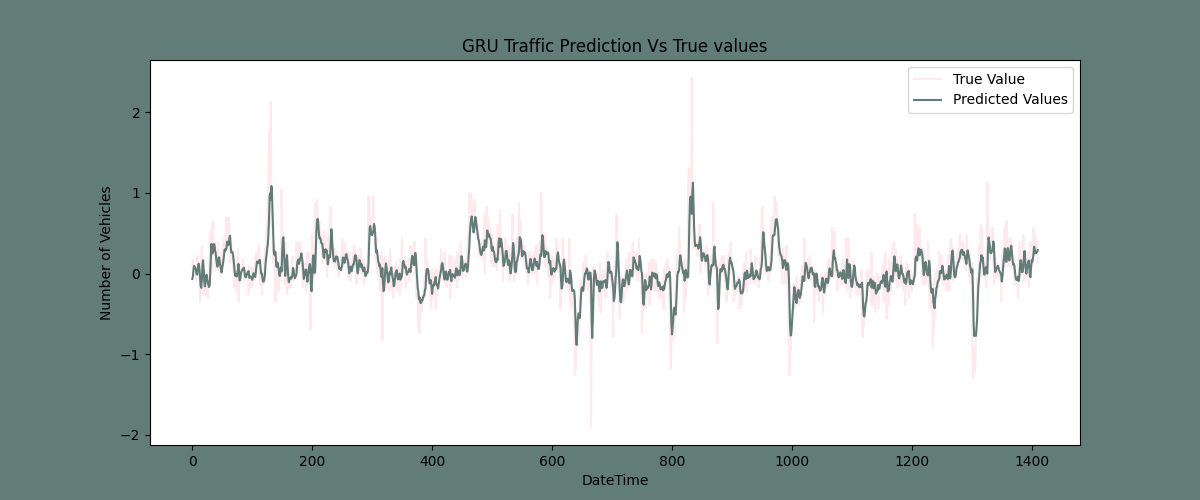 GRU Traffic Prediction Vs True values
True Value
Predicted Values
Number of Vehicles
2
1
0
−1
−2
0 200 400 600 800 1000 1200 1400
DateTime